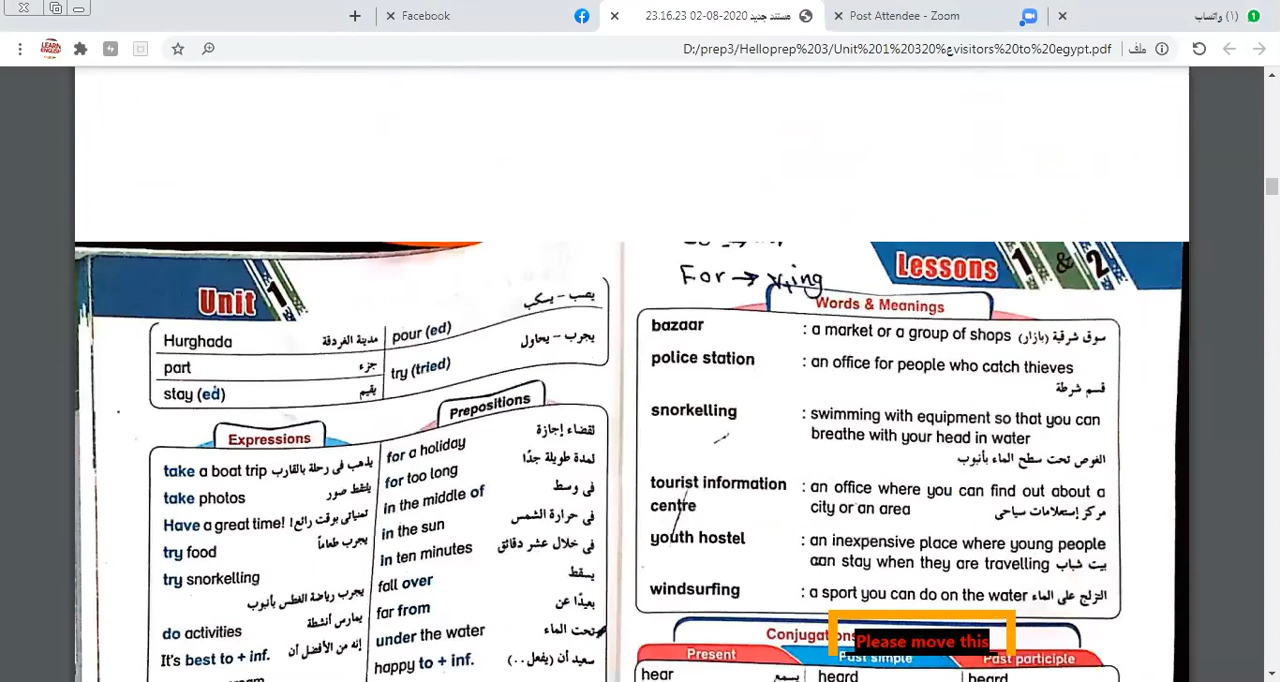 Facebook
23.16.23 02-08-2020 مستند جديد
Post Attendee - Zoom
(١) واتساب
D:/prep3/Helloprep%203/Unit%201%20320%عvisitors%20to%20egypt.pdf
ملف
For → x+ing
Unit 1
Hurghada مدينة الغردقة
part جزء
stay (ed) يقيم
pour (ed) يصب – يسكب
try (tried) يجرب – يحاول
Expressions
take a boat trip يذهب فى رحلة بالقارب
take photos يلتقط صور
Have a great time! تمنياتى بوقت رائع!
try food يجرب طعاماً
try snorkelling يجرب رياضة الغطس بأنبوب
do activities يمارس أنشطة
It's best to + inf. إنه من الأفضل أن
Prepositions
for a holiday لقضاء إجازة
for too long لمدة طويلة جدًا
in the middle of فى وسط
in the sun فى حرارة الشمس
in ten minutes فى خلال عشر دقائق
fall over يسقط
far from بعيدًا عن
under the water تحت الماء
happy to + inf. سعيد أن (يفعل..)
Lessons 1 & 2
Words & Meanings
bazaar : a market or a group of shops سوق شرقية (بازار)
police station : an office for people who catch thieves
قسم شرطة
snorkelling : swimming with equipment so that you can
breathe with your head in water
الغوص تحت سطح الماء بأنبوب
tourist information : an office where you can find out about a
centre city or an area مركز إستعلامات سياحى
youth hostel : an inexpensive place where young people
can stay when they are travelling بيت شباب
windsurfing : a sport you can do on the water التزلج على الماء
Conjugations
Please move this
Present Past simple Past participle
hear يسمع heard heard